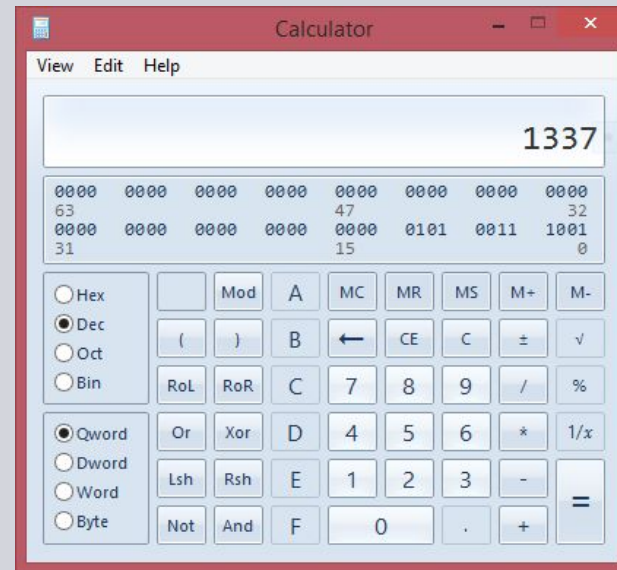 Calculator
View Edit Help
1337
0000 0000 0000 0000 0000 0000 0000 0000
63 47 32
0000 0000 0000 0000 0000 0101 0011 1001
31 15 0
Hex Mod A MC MR MS M+ M-
Dec ( ) B ← CE C ± √
Oct
Bin RoL RoR C 7 8 9 / %
Qword Or Xor D 4 5 6 * 1/x
Dword Lsh Rsh E 1 2 3 - =
Word
Byte Not And F 0 . +